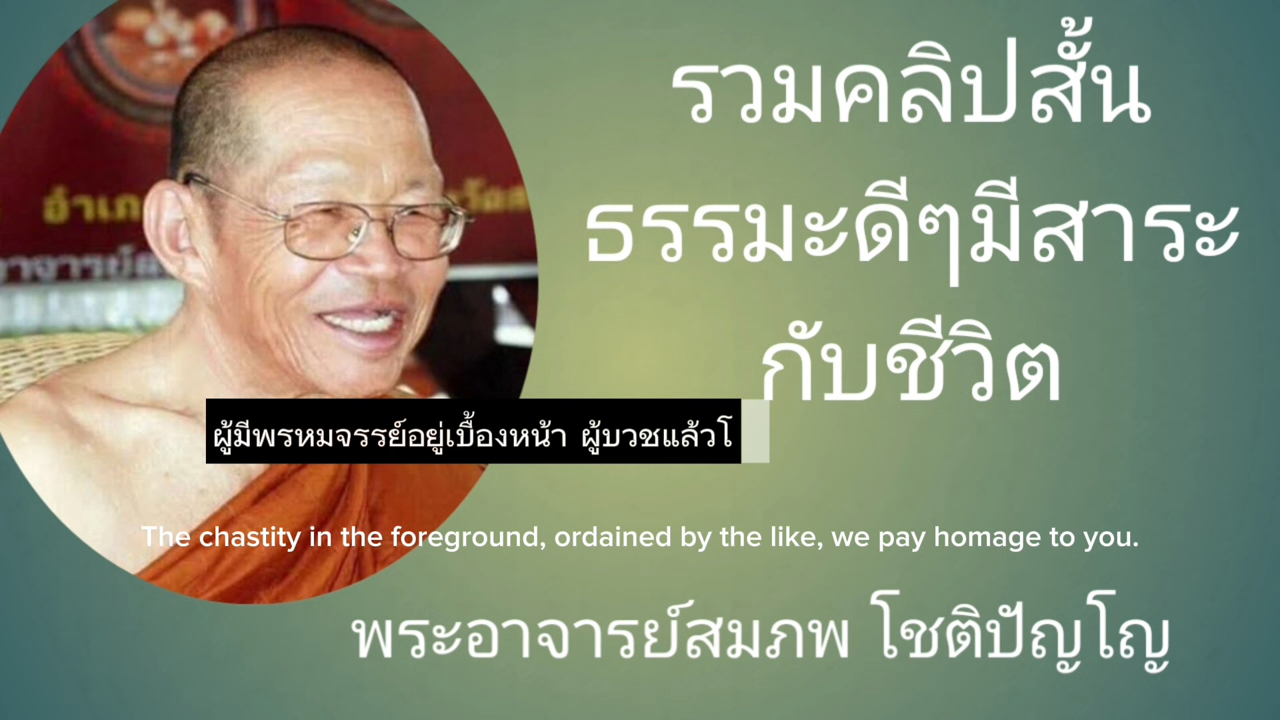 รวมคลิปสั้น
ธรรมะดีๆมีสาระ
กับชีวิต
อำเภ
ผู้มีพรหมจรรย์อยู่เบื้องหน้า ผู้บวชแล้วโ
The chastity in the foreground, ordained by the like, we pay homage to you.
พระอาจารย์สมภพ โชติปัญโญ